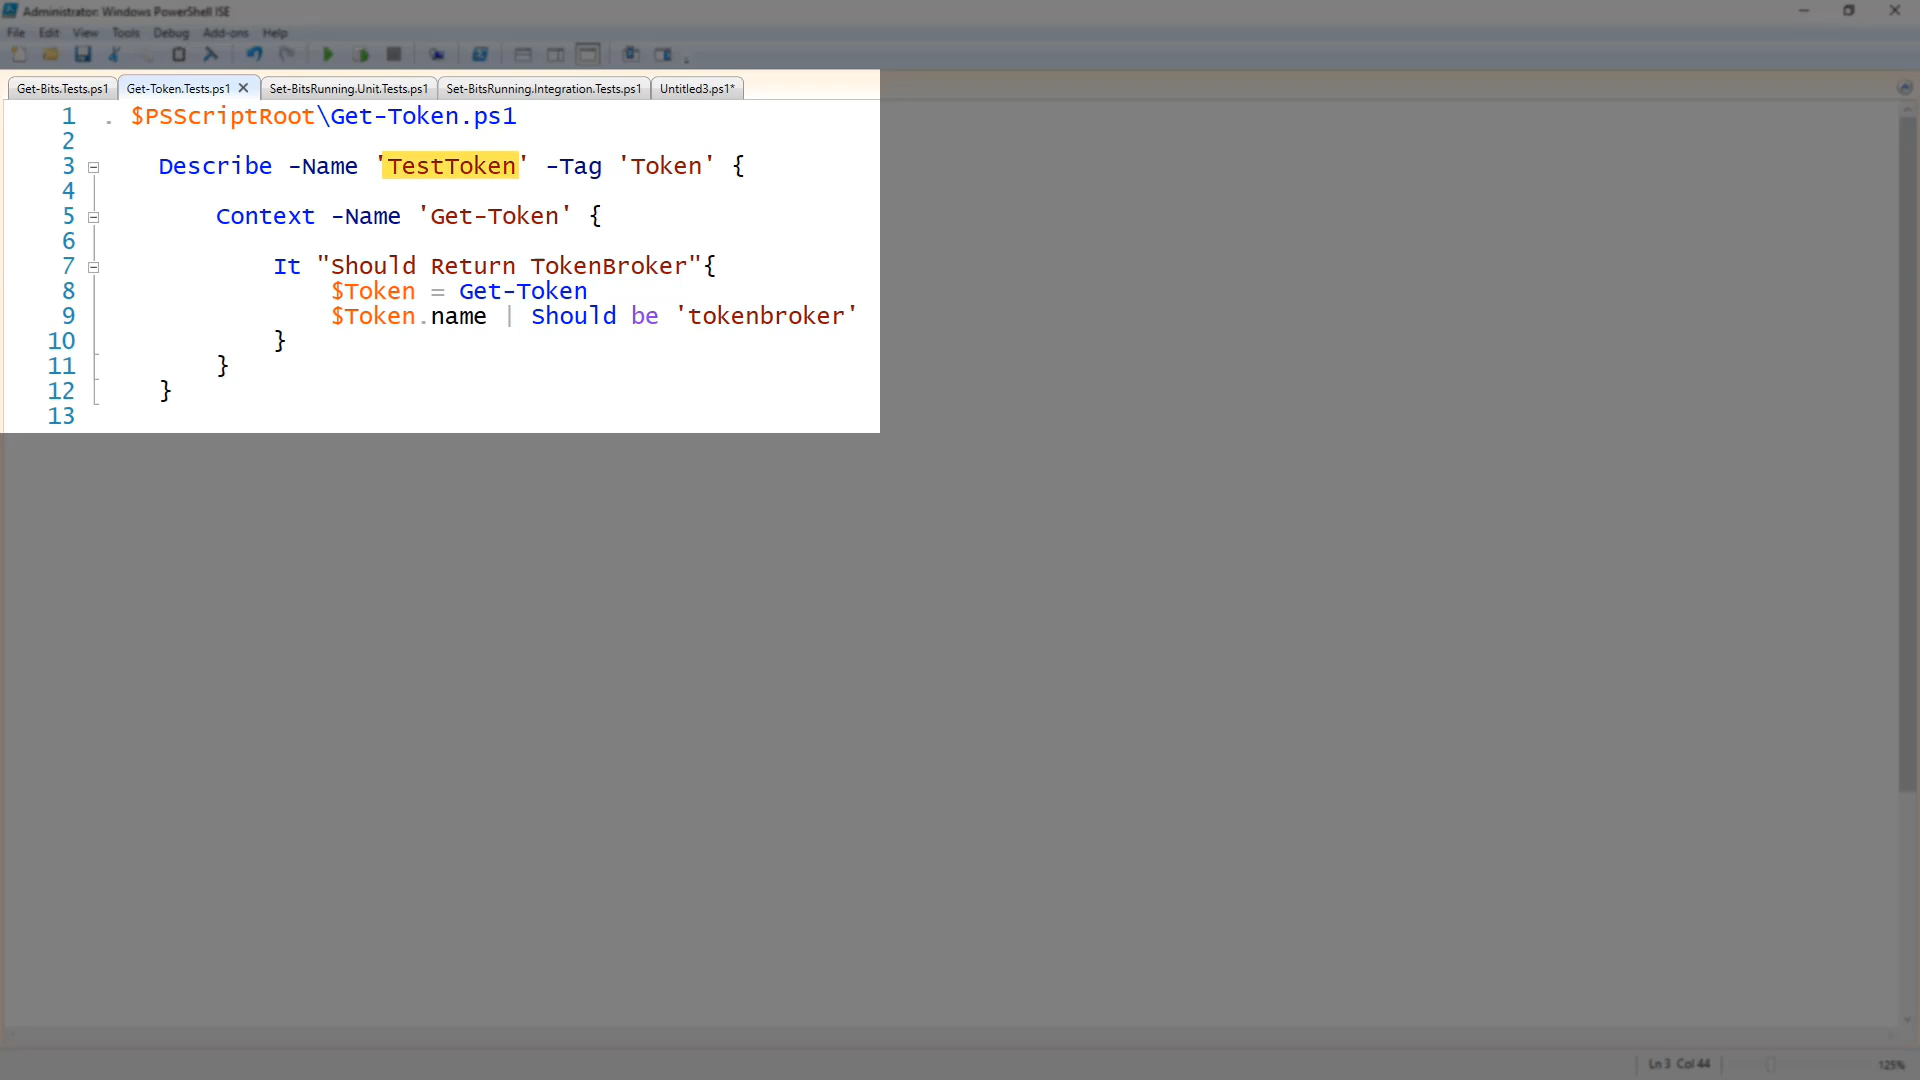 Administrator: Windows PowerShell ISE
File Edit View Tools Debug Add-ons Help
Get-Bits.Tests.ps1 Get-Token.Tests.ps1 Set-BitsRunning.Unit.Tests.ps1 Set-BitsRunning.Integration.Tests.ps1 Untitled3.ps1*
1 . $PSScriptRoot\Get-Token.ps1
2
3 Describe -Name 'TestToken' -Tag 'Token' {
4
5 Context -Name 'Get-Token' {
6
7 It "Should Return TokenBroker"{
8 $Token = Get-Token
9 $Token.name | Should be 'tokenbroker'
10 }
11 }
12 }
13
Ln 3 Col 44 125%